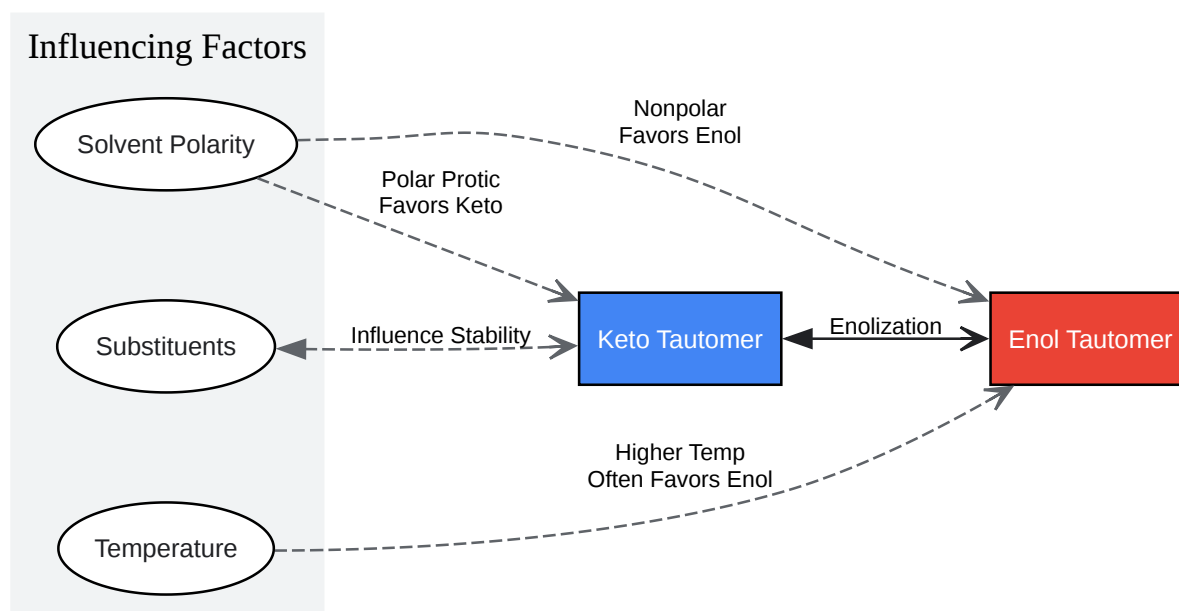 Influencing Factors
Solvent Polarity
Nonpolar
Favors Enol
Polar Protic
Favors Keto
Substituents
Influence Stability
Keto Tautomer
Enolization
Enol Tautomer
Higher Temp
Often Favors Enol
Temperature